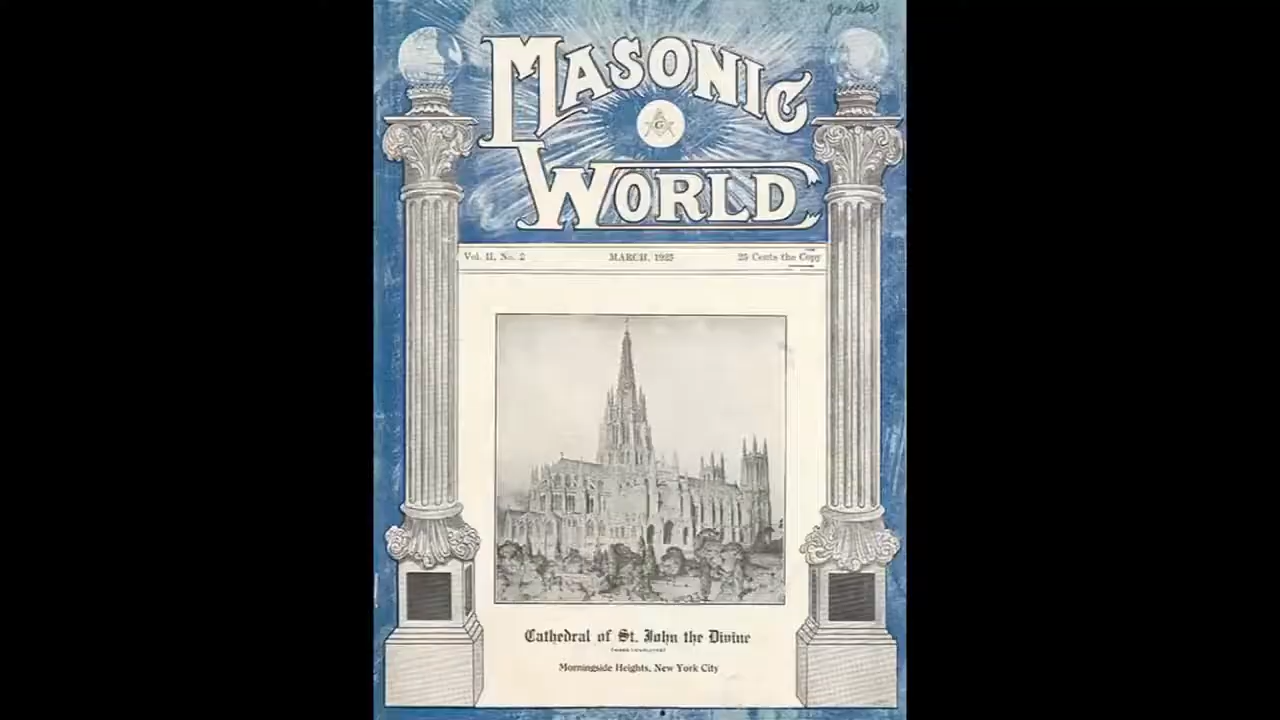 MASONIC
G
WORLD
Vol. II, No. 2 MARCH, 1925 25 Cents the Copy
Cathedral of St. John the Divine
Morningside Heights, New York City